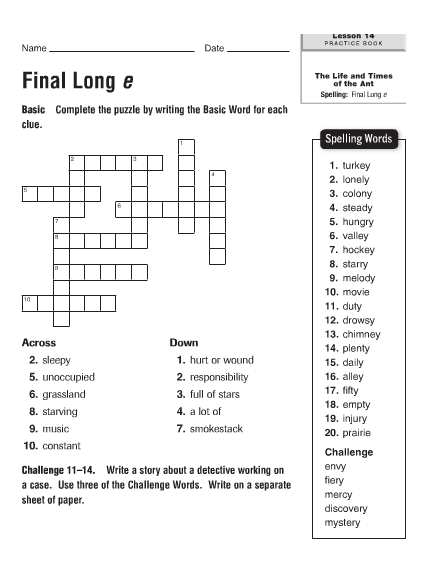 Lesson 14
PRACTICE BOOK
Name Date
The Life and Times
of the Ant
Spelling: Final Long e
Final Long e
Basic Complete the puzzle by writing the Basic Word for each
clue.
1
2 3
4
5
6
7
8
9
10
Across
2. sleepy
5. unoccupied
6. grassland
8. starving
9. music
10. constant
Down
1. hurt or wound
2. responsibility
3. full of stars
4. a lot of
7. smokestack
Challenge 11–14. Write a story about a detective working on
a case. Use three of the Challenge Words. Write on a separate
sheet of paper.
Spelling Words
1. turkey
2. lonely
3. colony
4. steady
5. hungry
6. valley
7. hockey
8. starry
9. melody
10. movie
11. duty
12. drowsy
13. chimney
14. plenty
15. daily
16. alley
17. fifty
18. empty
19. injury
20. prairie
Challenge
envy
fiery
mercy
discovery
mystery